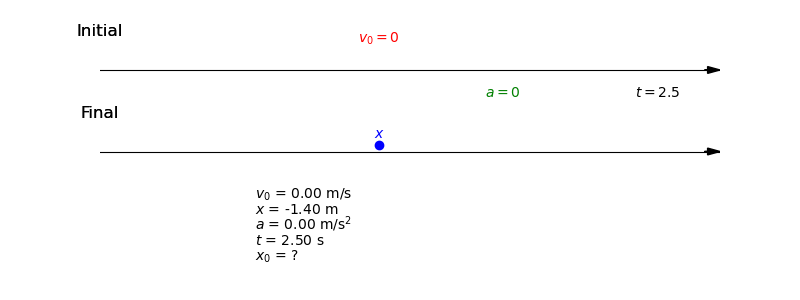 Initial
v₀ = 0
a = 0
t = 2.5
Final
x
v₀ = 0.00 m/s
x = -1.40 m
a = 0.00 m/s²
t = 2.50 s
x₀ = ?